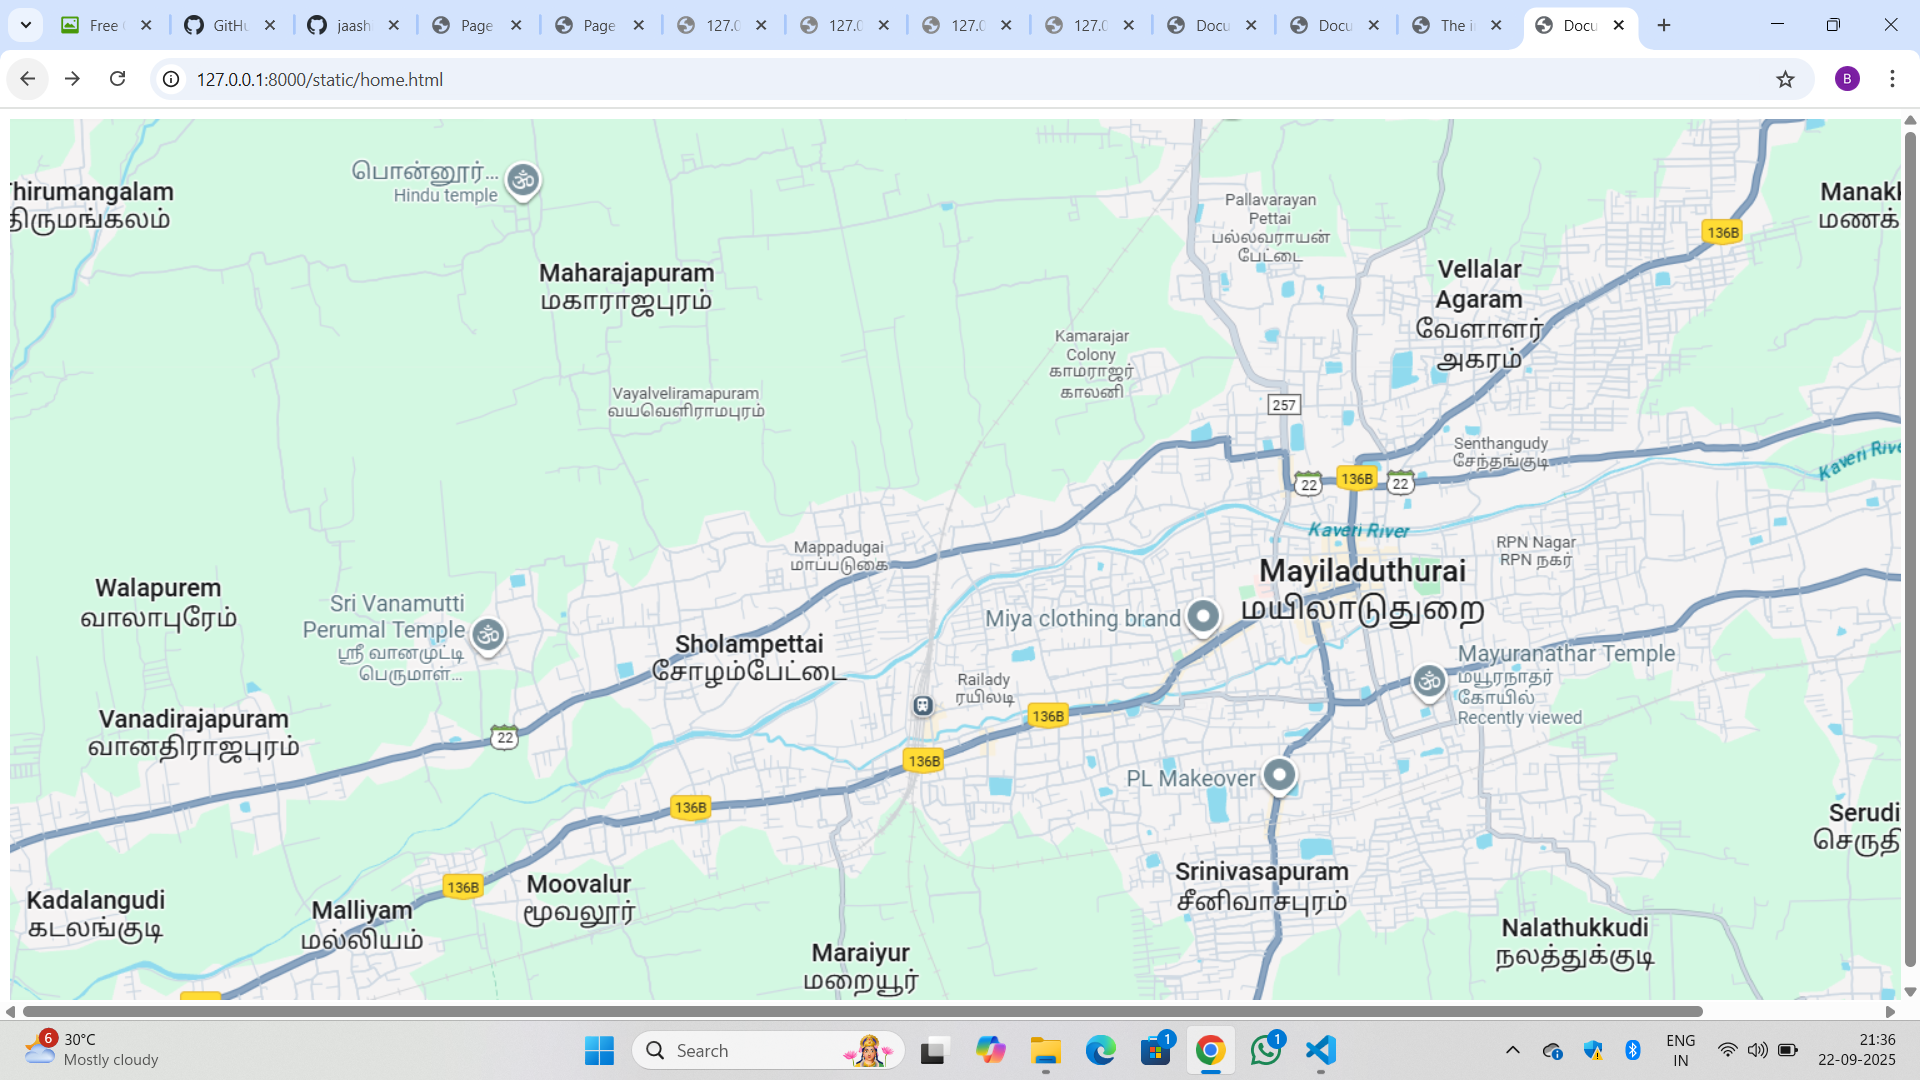 Free
GitHu
jaash
Page
Page
127.0
127.0
127.0
127.0
Docu
Docu
The i
Docu
127.0.0.1:8000/static/home.html
B
Thirumangalam
திருமங்கலம்
பொன்னூர்...
Hindu temple
Maharajapuram
மகாராஜபுரம்
Vayalveliramapuram
வயவெளிராமபுரம்
Kamarajar
Colony
காமராஜர்
காலனி
Pallavarayan
Pettai
பல்லவராயன்
பேட்டை
Vellalar
Agaram
வேளாளர்
அகரம்
136B
Manakk
மணக்
257
Senthangudy
சேந்தங்குடி
22
136B
22
Kaveri Rive
Kaveri River
RPN Nagar
RPN நகர்
Mappadugai
மாப்படுகை
Mayiladuthurai
மயிலாடுதுறை
Walapurem
வாலாபுரேம்
Sri Vanamutti
Perumal Temple
ஸ்ரீ வானமுட்டி
பெருமாள்...
Miya clothing brand
Sholampettai
சோழம்பேட்டை
Mayuranathar Temple
மயூரநாதர்
கோயில்
Recently viewed
Railady
ரயிலடி
Vanadirajapuram
வானதிராஜபுரம்
22
136B
136B
136B
PL Makeover
Serudi
செருதி
Srinivasapuram
சீனிவாசபுரம்
Kadalangudi
கடலங்குடி
136B
Malliyam
மல்லியம்
Moovalur
மூவலூர்
Maraiyur
மறையூர்
Nalathukkudi
நலத்துக்குடி
6
30°C
Mostly cloudy
Search
1
1
ENG
IN
21:36
22-09-2025